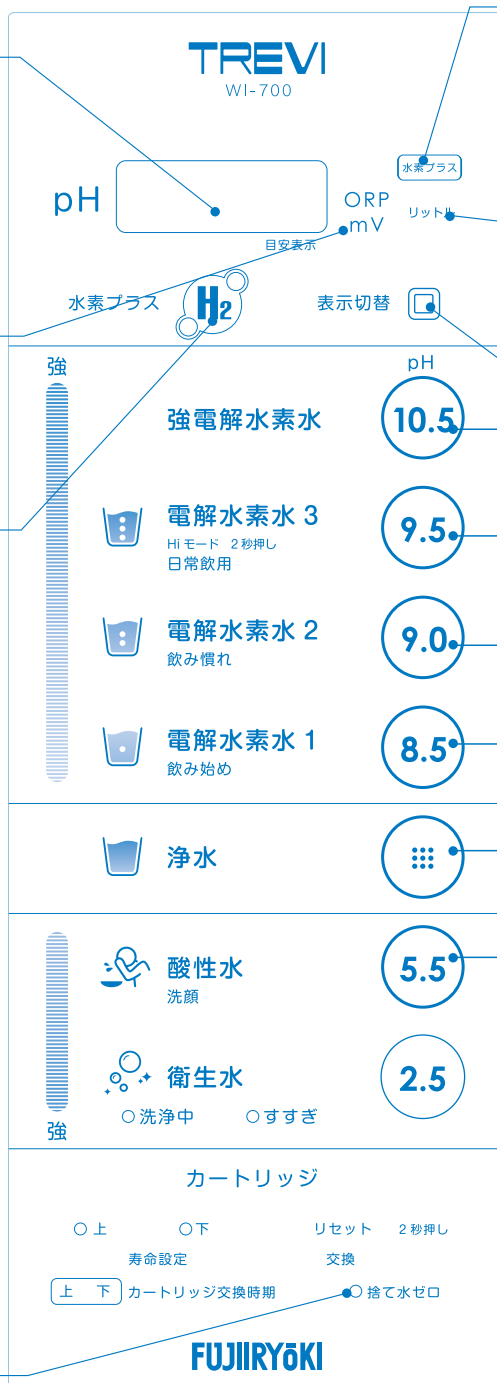 TREVI
WI-700
水素プラス
pH
ORP
mV
リットル
目安表示
水素プラス
H2
表示切替
強
pH
強電解水素水
10.5
電解水素水 3
9.5
Hiモード 2秒押し
日常飲用
電解水素水 2
9.0
飲み慣れ
電解水素水 1
8.5
飲み始め
浄水
酸性水
5.5
洗顔
衛生水
2.5
○洗浄中 ○すすぎ
強
カートリッジ
○上 ○下 リセット 2秒押し
寿命設定 交換
上 下 カートリッジ交換時期 ○捨て水ゼロ
FUJIIRYōKI